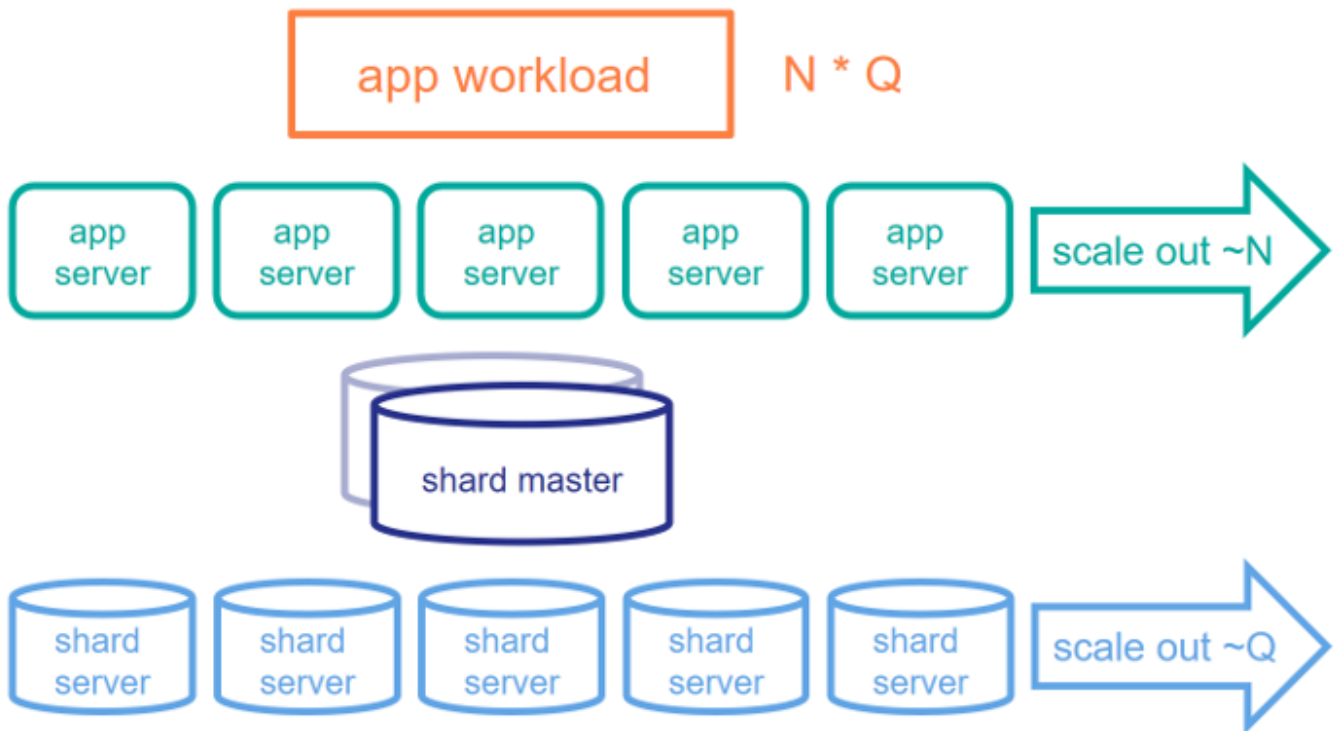 app workload
N * Q
app
server
app
server
app
server
app
server
app
server
scale out ~N
shard master
shard
server
shard
server
shard
server
shard
server
shard
server
scale out ~Q